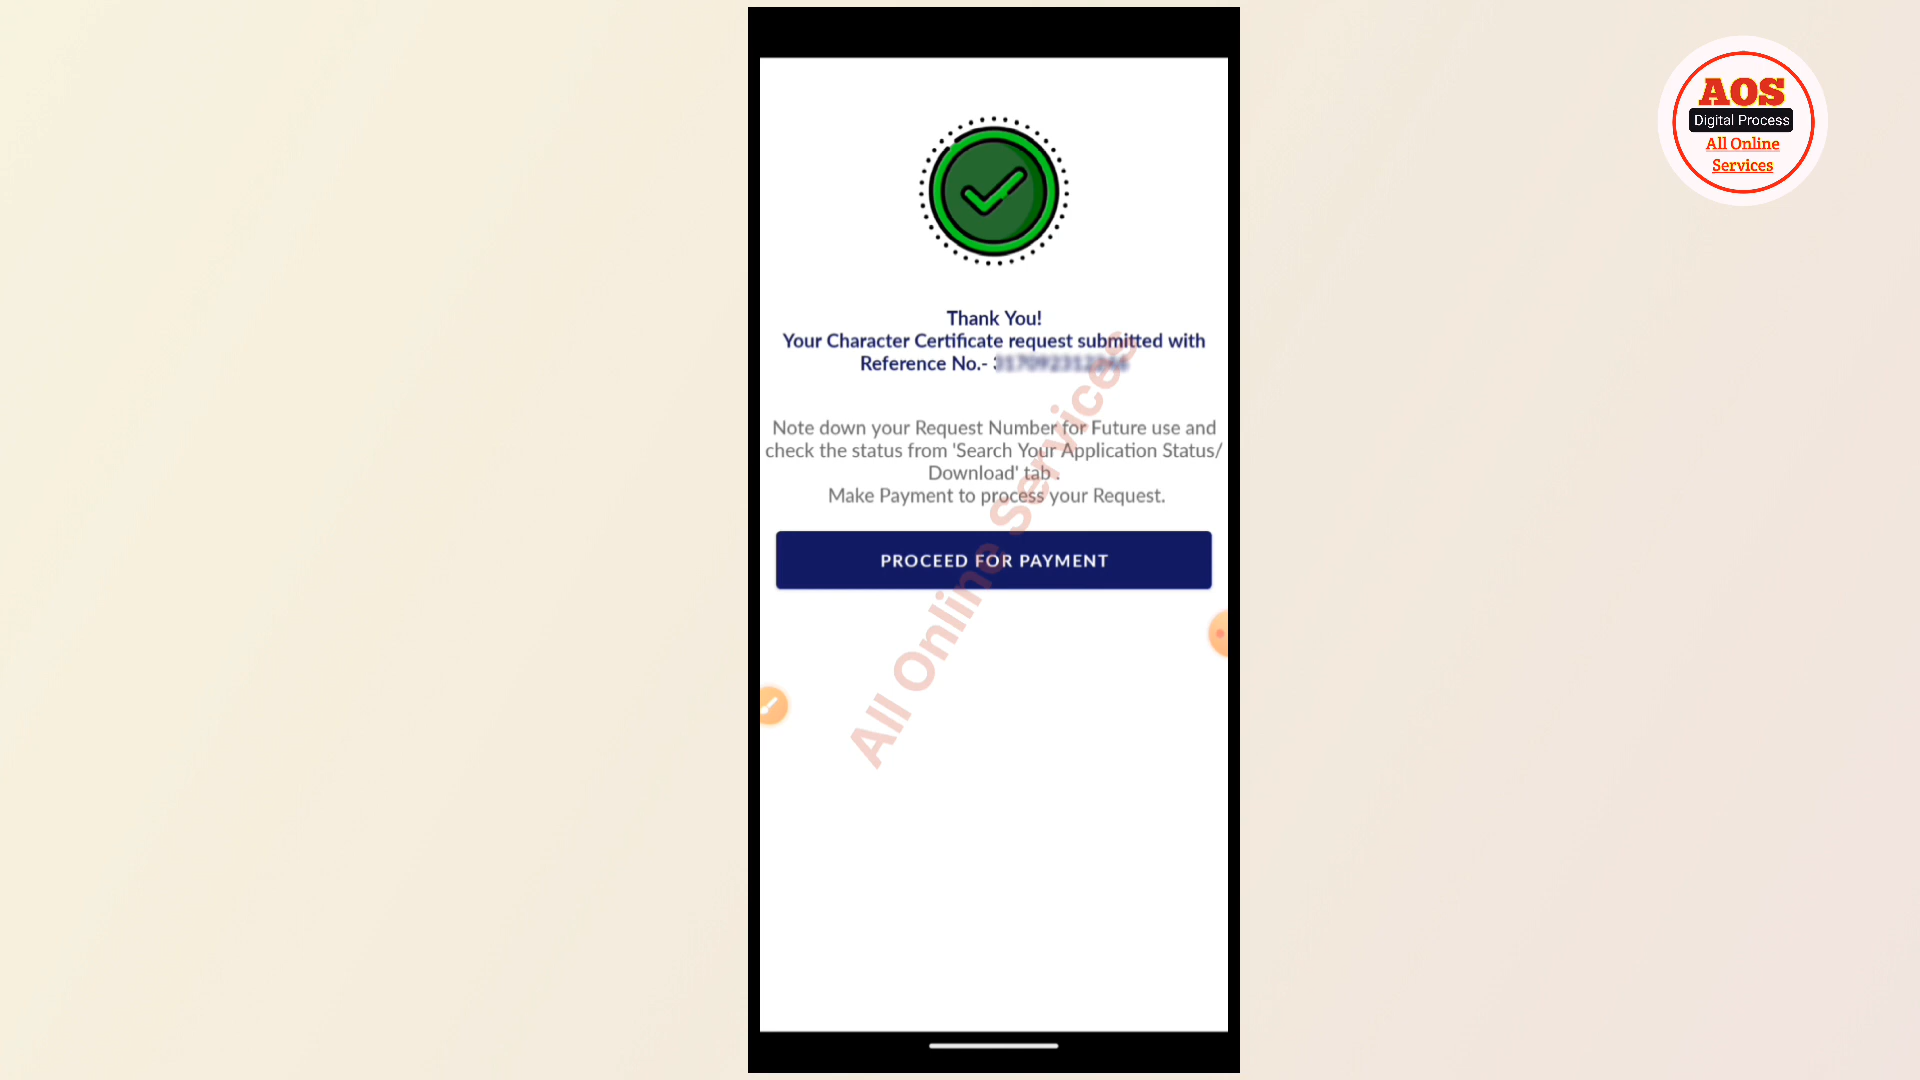 AOS
Digital Process
All Online
Services
Thank You!
Your Character Certificate request submitted with
Reference No.-
Note down your Request Number for Future use and
check the status from 'Search Your Application Status/
Download' tab .
Make Payment to process your Request.
PROCEED FOR PAYMENT
All Online Services